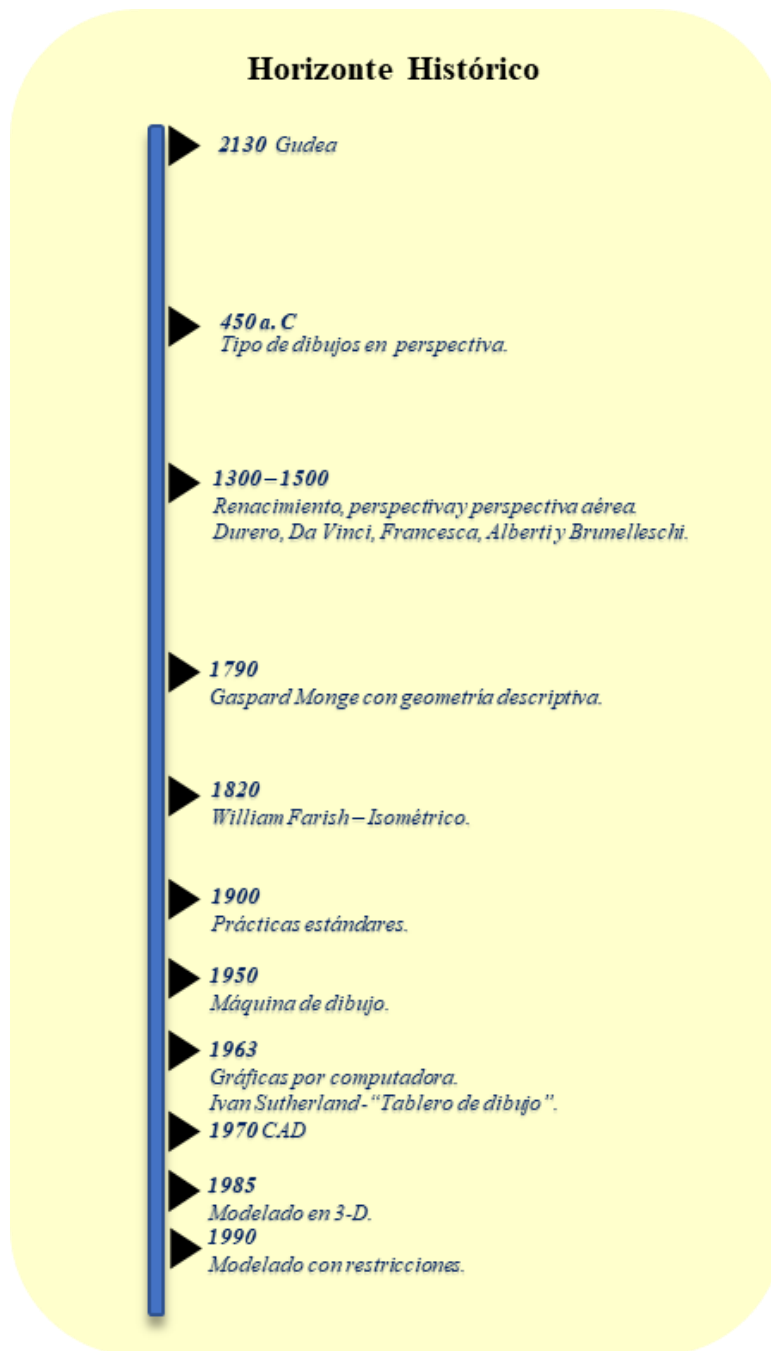 Horizonte Histórico
2130 Gudea
450 a. C
Tipo de dibujos en perspectiva.
1300–1500
Renacimiento, perspectiva y perspectiva aérea.
Durero, Da Vinci, Francesca, Alberti y Brunelleschi.
1790
Gaspard Monge con geometría descriptiva.
1820
William Farish – Isométrico.
1900
Prácticas estándares.
1950
Máquina de dibujo.
1963
Gráficas por computadora.
Ivan Sutherland- “Tablero de dibujo”.
1970 CAD
1985
Modelado en 3-D.
1990
Modelado con restricciones.